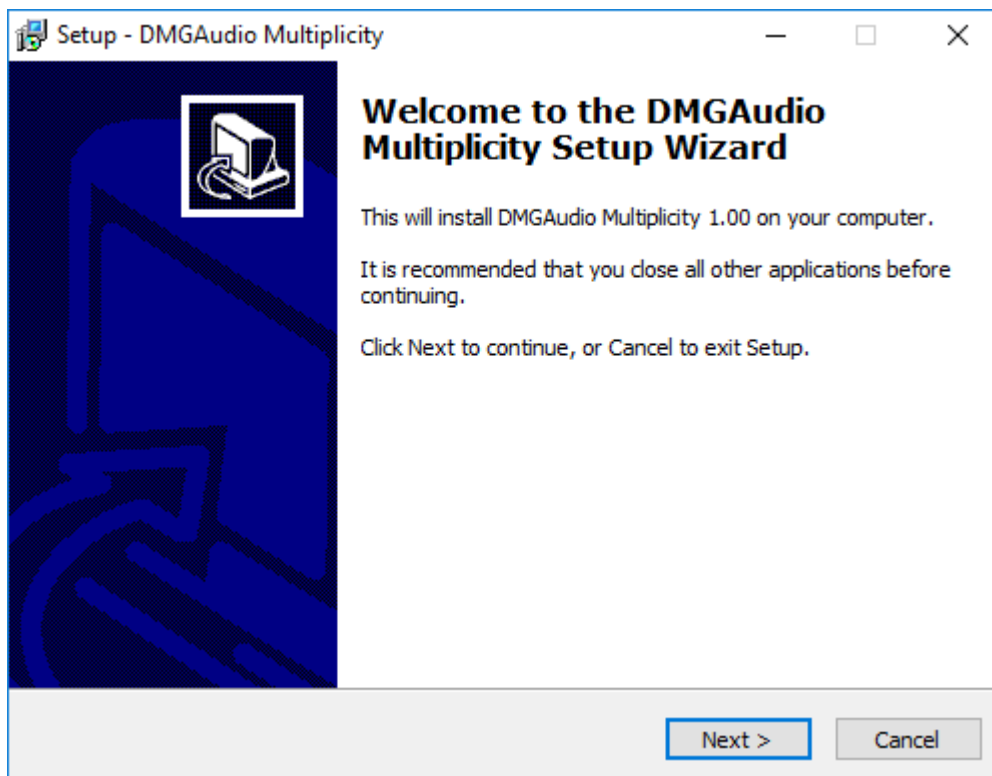 Setup - DMGAudio Multiplicity
Welcome to the DMGAudio
Multiplicity Setup Wizard
This will install DMGAudio Multiplicity 1.00 on your computer.
It is recommended that you close all other applications before
continuing.
Click Next to continue, or Cancel to exit Setup.
Next >
Cancel